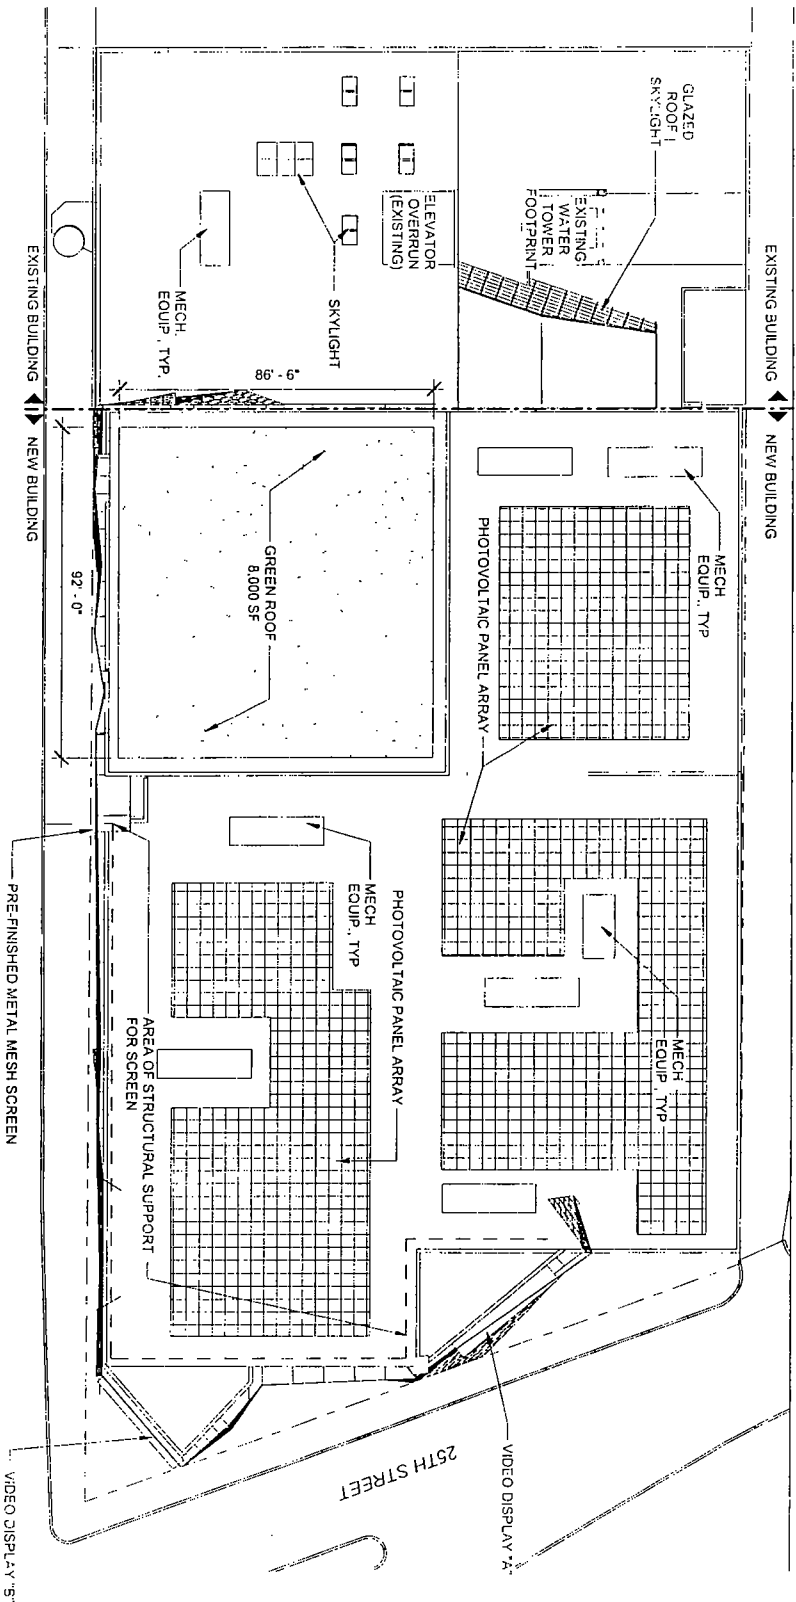 GLAZED
ROOF /
SKYLIGHT
EXISTING
WATER
TOWER
FOOTPRINT
ELEVATOR
OVERRUN
(EXISTING)
SKYLIGHT
MECH.
EQUIP., TYP.
EXISTING BUILDING
NEW BUILDING
EXISTING BUILDING
NEW BUILDING
86' - 6"
92' - 0"
GREEN ROOF
8,000 SF
MECH
EQUIP., TYP
PHOTOVOLTAIC PANEL ARRAY
MECH
EQUIP., TYP
PHOTOVOLTAIC PANEL ARRAY
MECH
EQUIP., TYP
AREA OF STRUCTURAL SUPPORT
FOR SCREEN
PRE-FINISHED METAL MESH SCREEN
25TH STREET
VIDEO DISPLAY "A"
VIDEO DISPLAY "B"